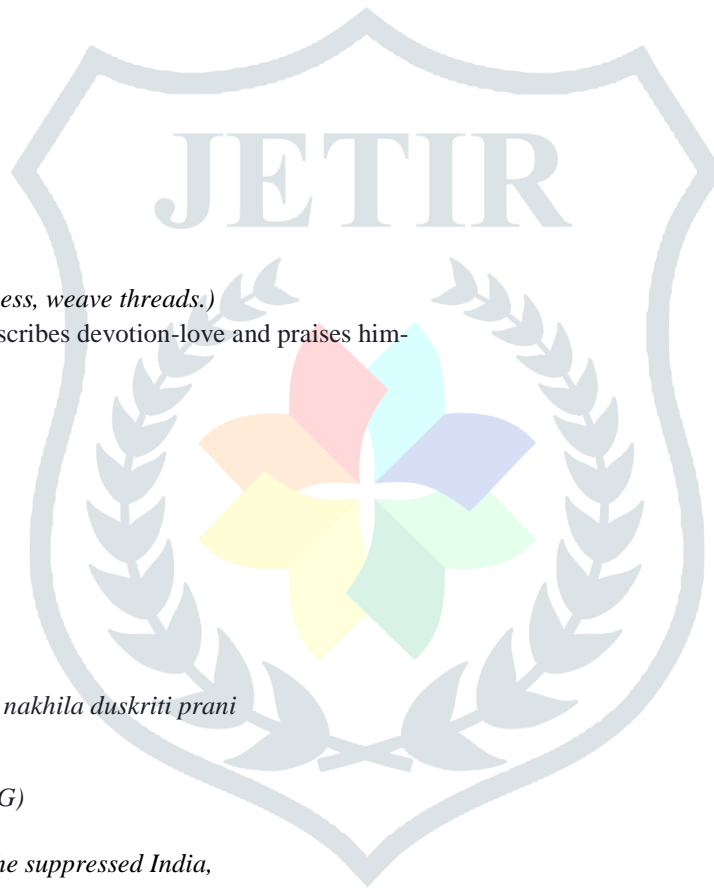 JETIR
ess, weave threads.)
scribes devotion-love and praises him-
nakhila duskriti prani
G)
he suppressed India,